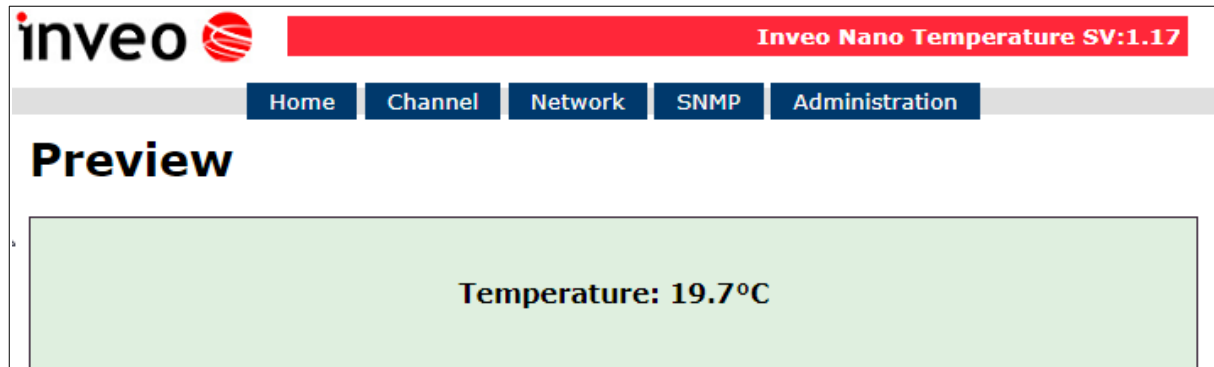 inveo
Inveo Nano Temperature SV:1.17
Home Channel Network SNMP Administration
Preview
Temperature: 19.7°C